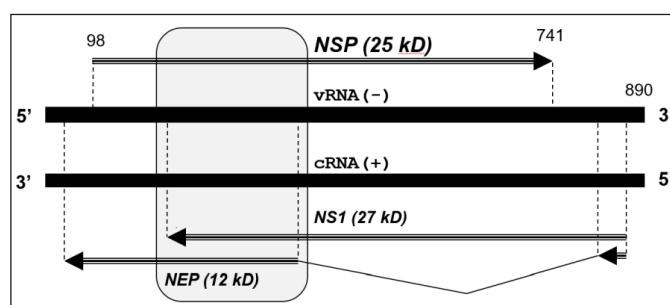 98
NSP (25 kD)
741
vRNA(-)
890
5’
3
cRNA(+)
3’
5
NS1 (27 kD)
NEP (12 kD)